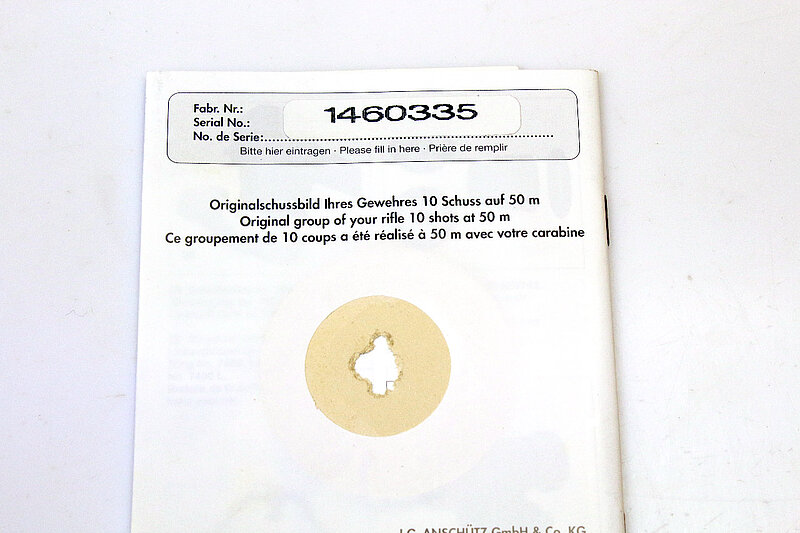 Fabr. Nr.:
Serial No.: 1460335
No. de Serie:
Bitte hier eintragen · Please fill in here · Prière de remplir
Originalschussbild Ihres Gewehres 10 Schuss auf 50 m
Original group of your rifle 10 shots at 50 m
Ce groupement de 10 coups a été réalisé à 50 m avec votre carabine
J.G. ANSCHÜTZ GmbH & Co. KG